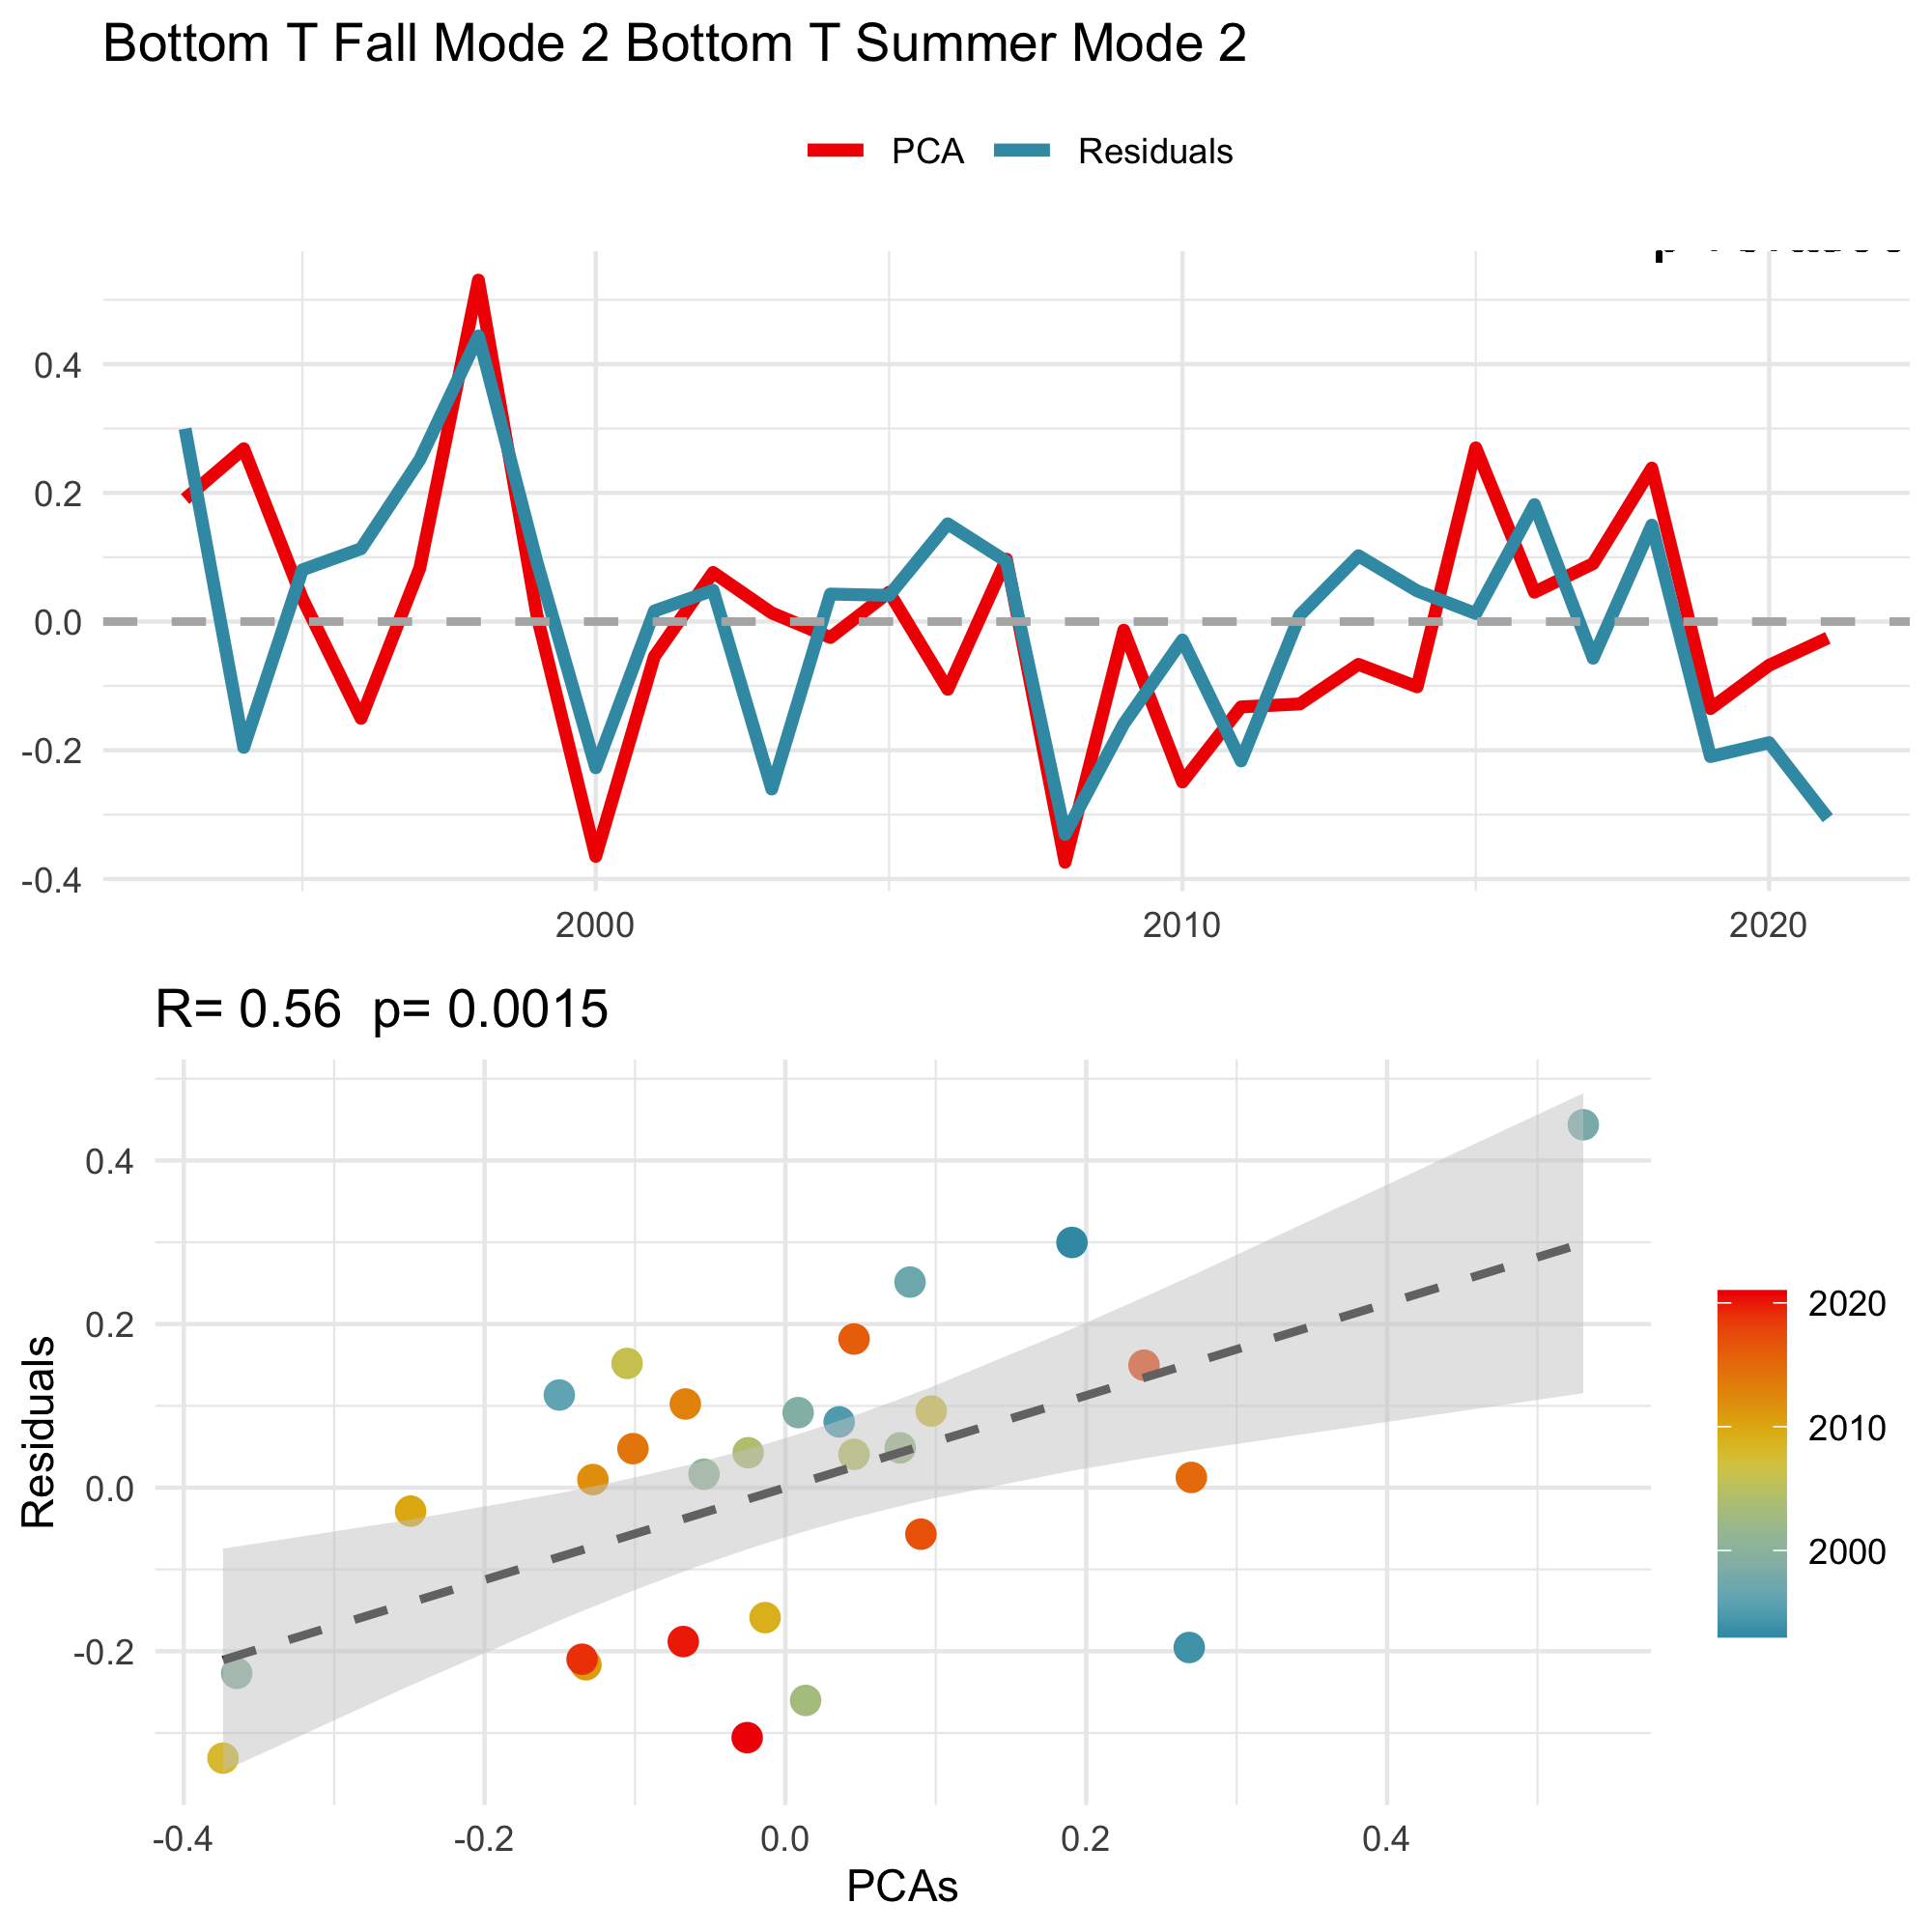 Bottom T Fall Mode 2 Bottom T Summer Mode 2
PCA Residuals
0.4
0.2
0.0
-0.2
-0.4
2000 2010 2020
R= 0.56 p= 0.0015
Residuals
0.4
0.2
0.0
-0.2
-0.4 -0.2 0.0 0.2 0.4
PCAs
2020
2010
2000